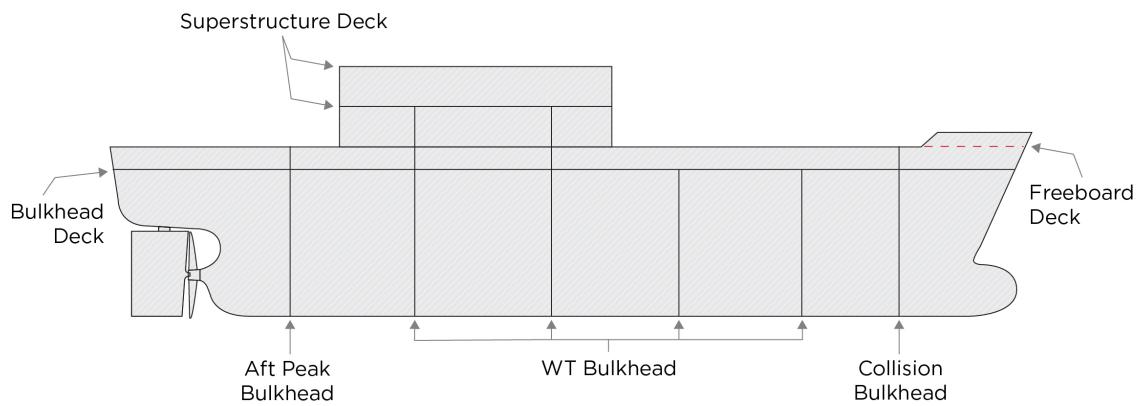 Superstructure Deck
Bulkhead
Deck
Freeboard
Deck
Aft Peak
Bulkhead
WT Bulkhead
Collision
Bulkhead